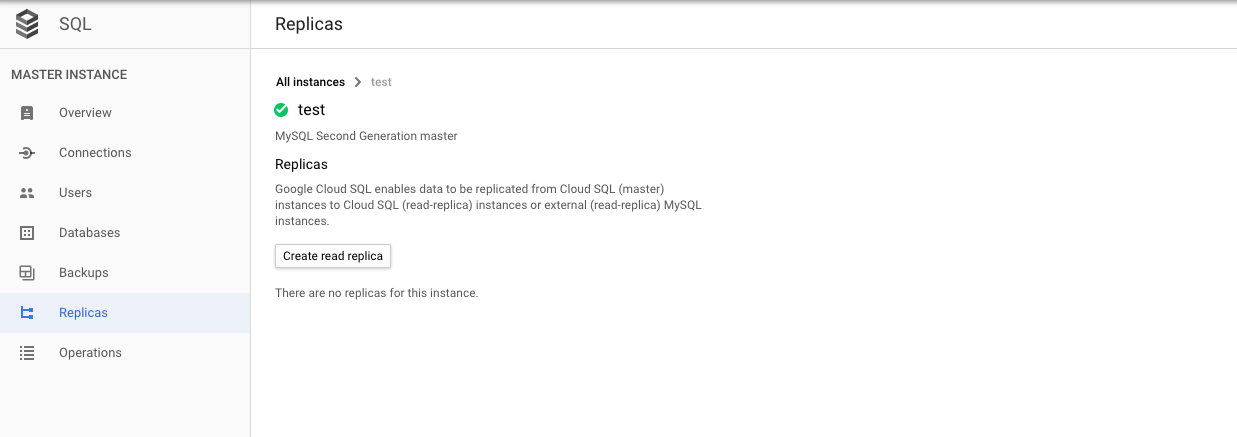 SQL
Replicas
MASTER INSTANCE
Overview
Connections
Users
Databases
Backups
Replicas
Operations
All instances > test
test
MySQL Second Generation master
Replicas
Google Cloud SQL enables data to be replicated from Cloud SQL (master)
instances to Cloud SQL (read-replica) instances or external (read-replica) MySQL
instances.
Create read replica
There are no replicas for this instance.